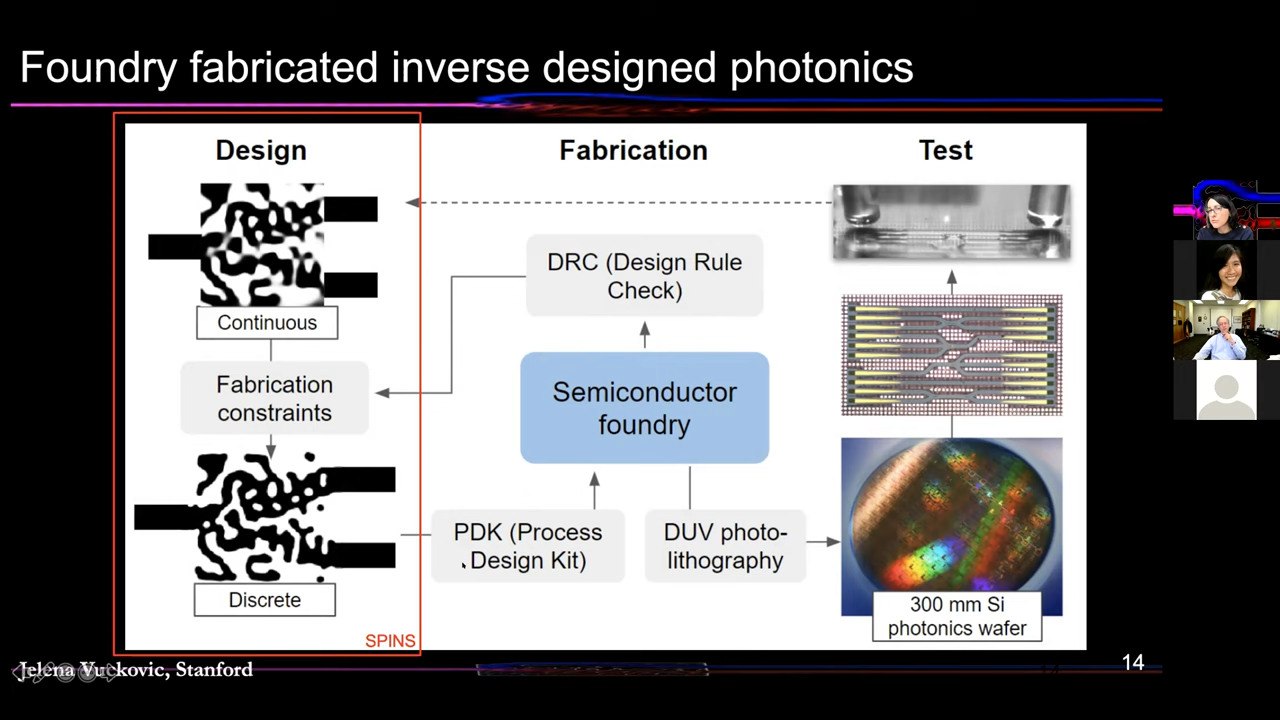 Foundry fabricated inverse designed photonics
Design
Fabrication
Test
Continuous
Fabrication
constraints
Discrete
SPINS
DRC (Design Rule
Check)
Semiconductor
foundry
PDK (Process
Design Kit)
DUV photo-
lithography
300 mm Si
photonics wafer
Jelena Vuckovic, Stanford
14